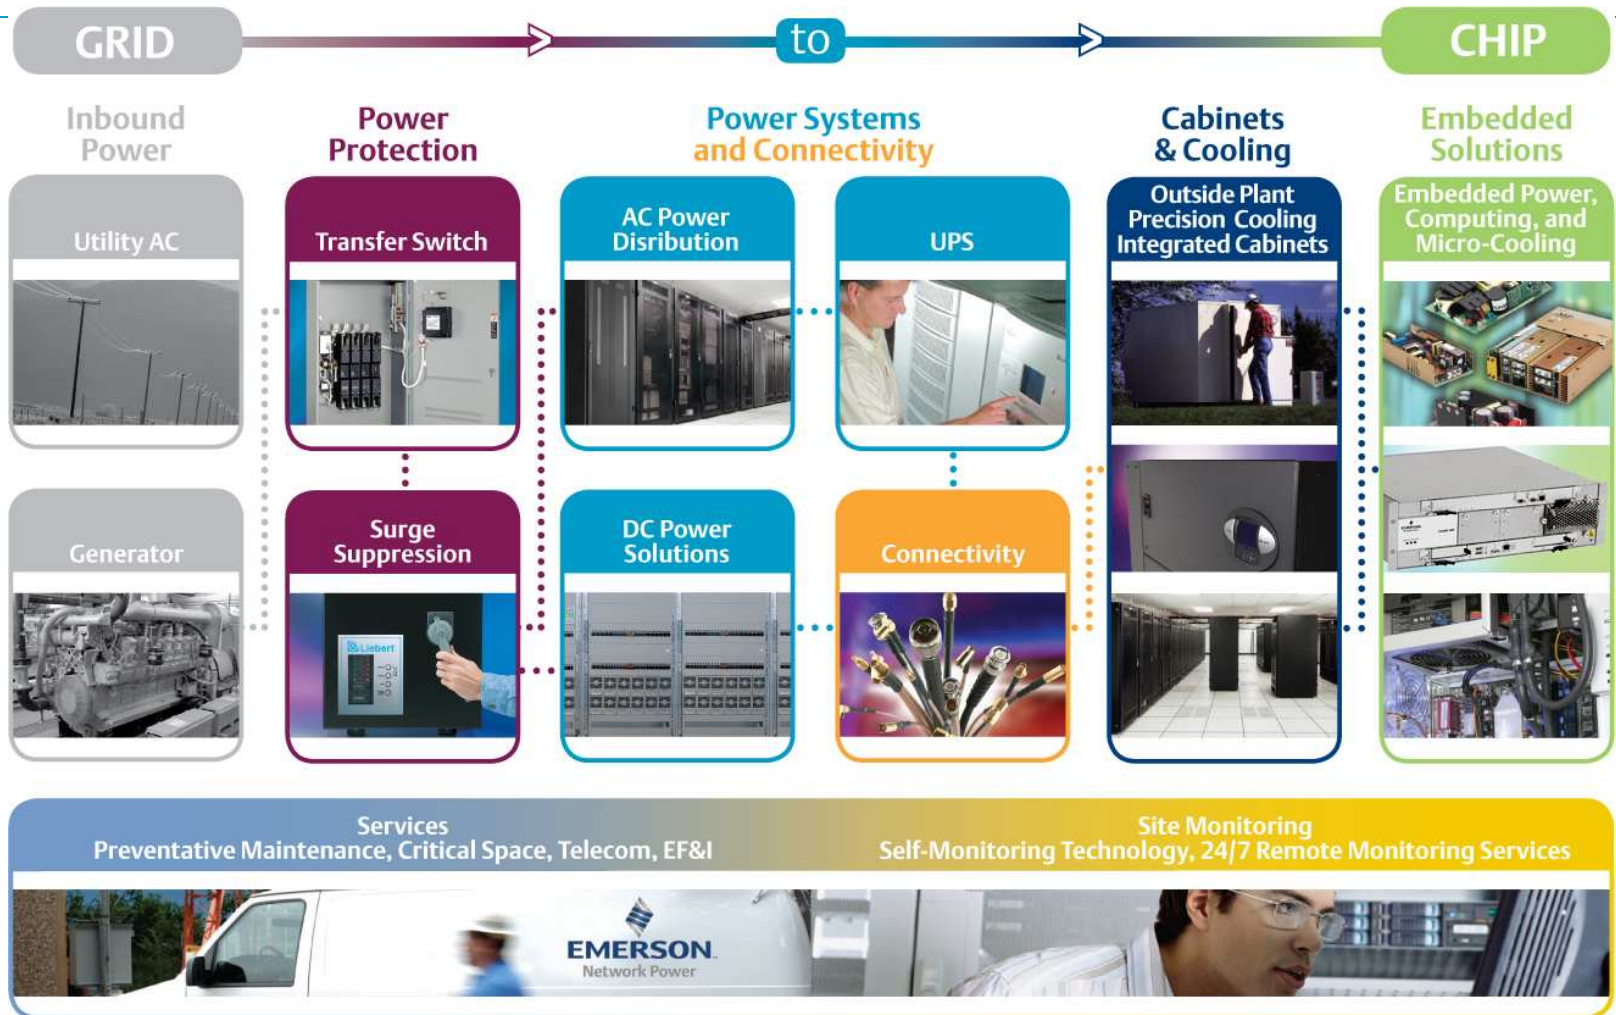 GRID
to
CHIP
Inbound
Power
Power
Protection
Power Systems
and Connectivity
Cabinets
& Cooling
Embedded
Solutions
Utility AC
Transfer Switch
AC Power
Disribution
UPS
Outside Plant
Precision Cooling
Integrated Cabinets
Embedded Power,
Computing, and
Micro-Cooling
Generator
Surge
Suppression
Liebert
DC Power
Solutions
Connectivity
EMERSON
Services
Preventative Maintenance, Critical Space, Telecom, EF&I
Site Monitoring
Self-Monitoring Technology, 24/7 Remote Monitoring Services
EMERSON
Network Power